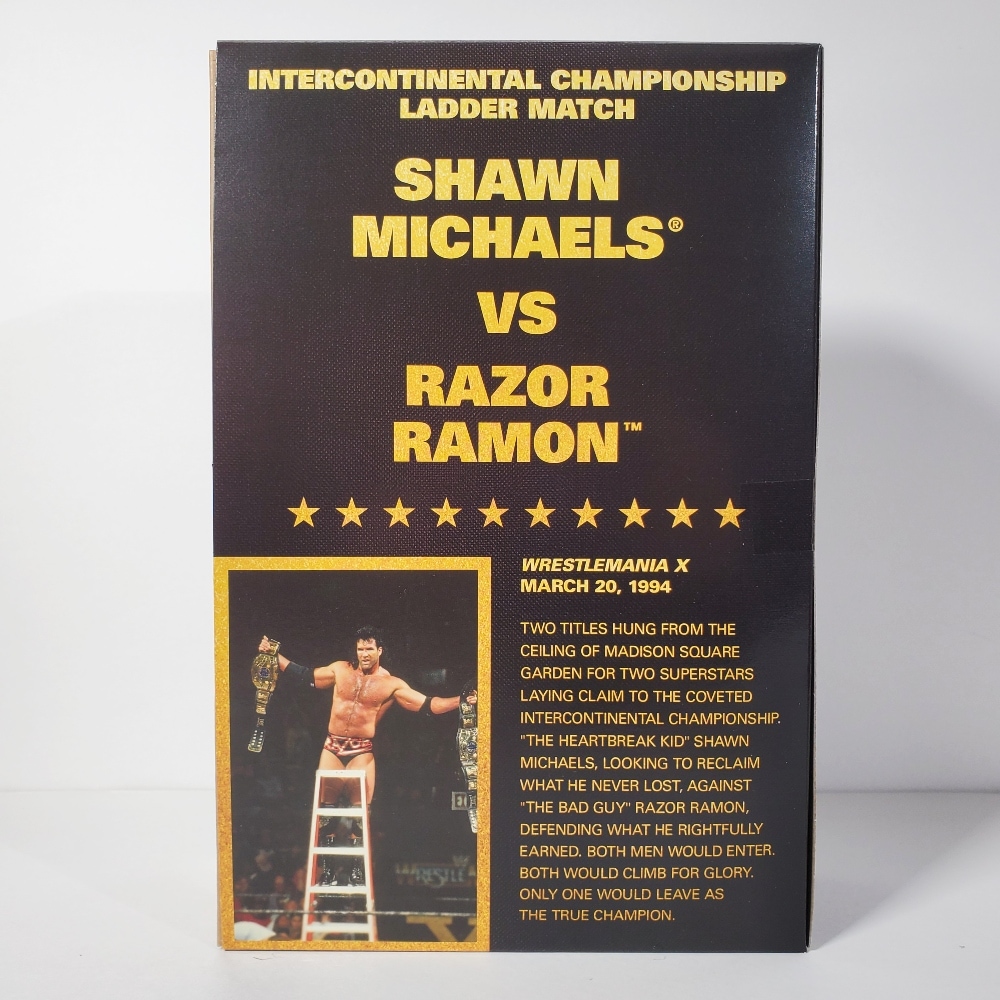 INTERCONTINENTAL CHAMPIONSHIP
LADDER MATCH
SHAWN
MICHAELS®
VS
RAZOR
RAMON™
WRESTLEMANIA X
MARCH 20, 1994
TWO TITLES HUNG FROM THE
CEILING OF MADISON SQUARE
GARDEN FOR TWO SUPERSTARS
LAYING CLAIM TO THE COVETED
INTERCONTINENTAL CHAMPIONSHIP.
"THE HEARTBREAK KID" SHAWN
MICHAELS, LOOKING TO RECLAIM
WHAT HE NEVER LOST, AGAINST
"THE BAD GUY" RAZOR RAMON,
DEFENDING WHAT HE RIGHTFULLY
EARNED. BOTH MEN WOULD ENTER.
BOTH WOULD CLIMB FOR GLORY.
ONLY ONE WOULD LEAVE AS
THE TRUE CHAMPION.